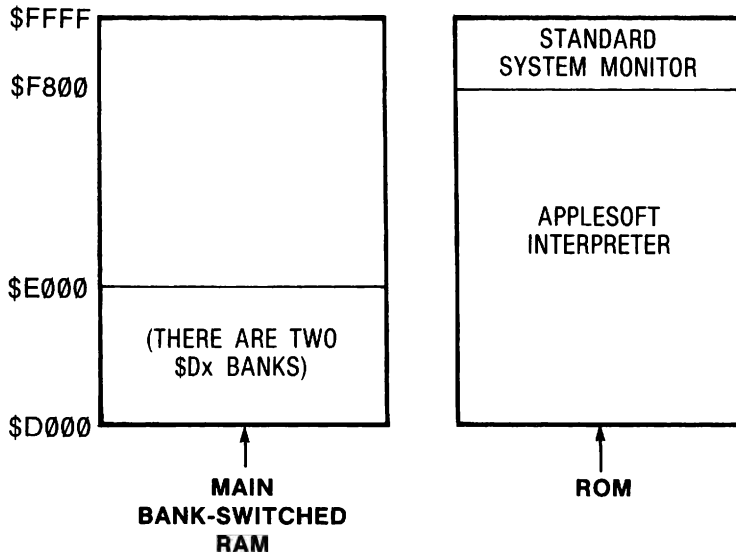 $FFFF
$F800
$E000
$D000
(THERE ARE TWO
$Dx BANKS)
MAIN
BANK-SWITCHED
RAM
STANDARD
SYSTEM MONITOR
APPLESOFT
INTERPRETER
ROM